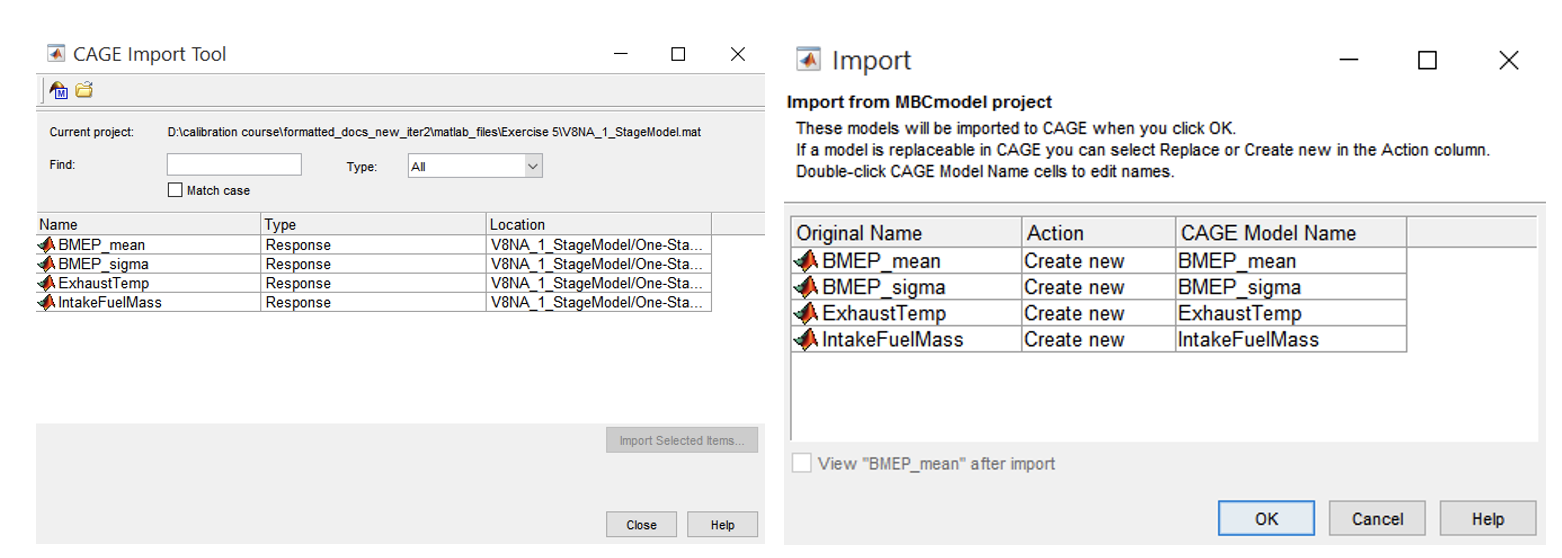 CAGE Import Tool
Current project: D:\calibration course\formatted_docs_new_iter2\matlab_files\Exercise 5\V8NA_1_StageModel.mat
Find: Type: All
Match case
Name Type Location
BMEP_mean Response V8NA_1_StageModel/One-Sta...
BMEP_sigma Response V8NA_1_StageModel/One-Sta...
ExhaustTemp Response V8NA_1_StageModel/One-Sta...
IntakeFuelMass Response V8NA_1_StageModel/One-Sta...
Import Selected Items...
Close Help
Import
Import from MBCmodel project
These models will be imported to CAGE when you click OK.
If a model is replaceable in CAGE you can select Replace or Create new in the Action column.
Double-click CAGE Model Name cells to edit names.
Original Name Action CAGE Model Name
BMEP_mean Create new BMEP_mean
BMEP_sigma Create new BMEP_sigma
ExhaustTemp Create new ExhaustTemp
IntakeFuelMass Create new IntakeFuelMass
View "BMEP_mean" after import
OK Cancel Help